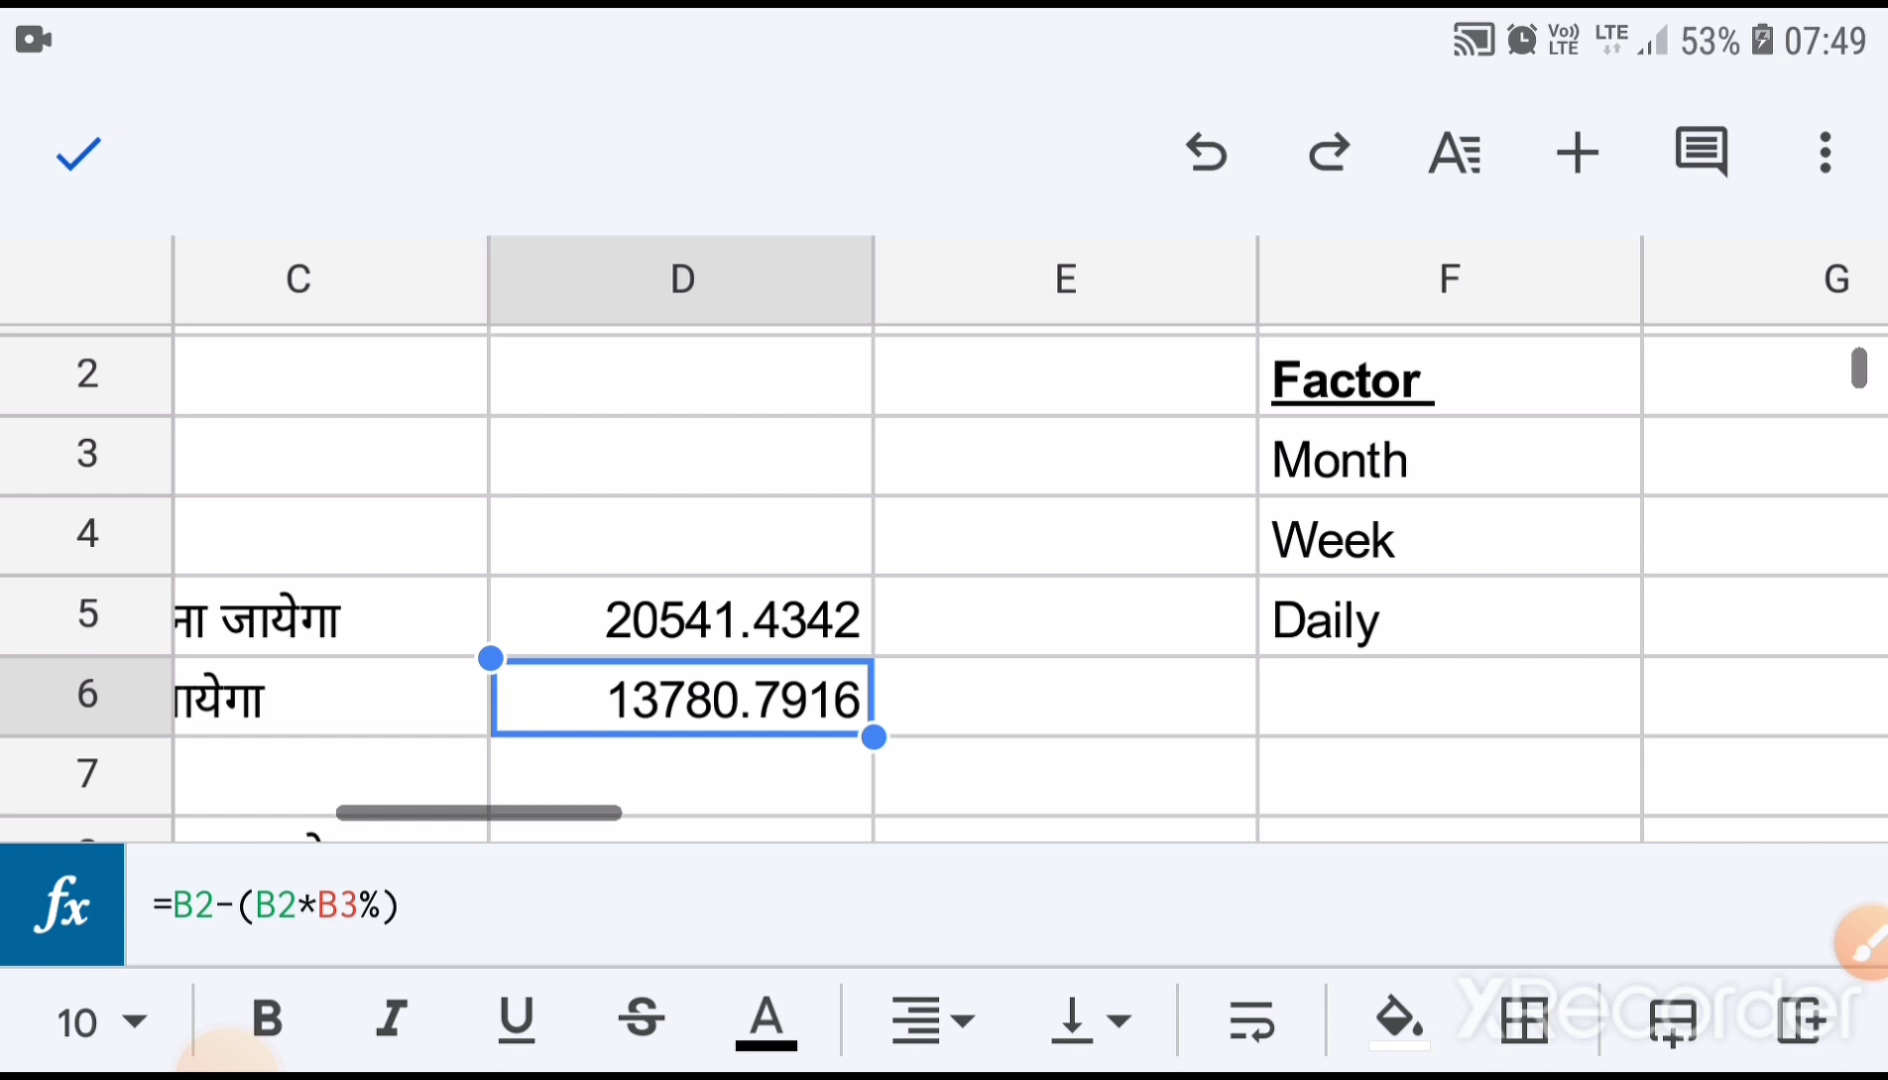 Vo)) LTE LTE 53% 07:49
C D E F G
2 Factor
3 Month
4 Week
5 ना जायेगा 20541.4342 Daily
6 ायेगा 13780.7916
7
fx =B2-(B2*B3%)
10 B I U S A
XRecorder